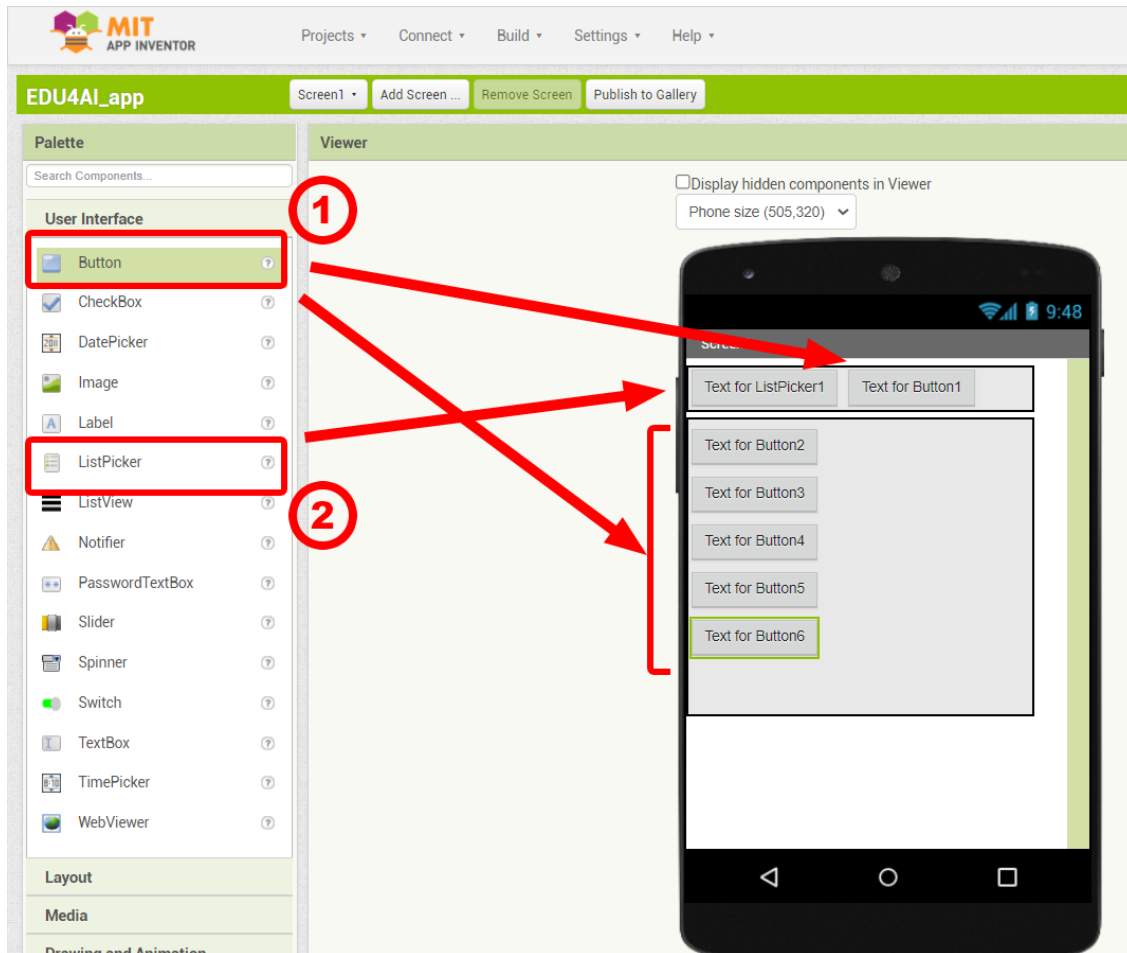 MIT
APP INVENTOR
Projects Connect Build Settings Help
EDU4AI_app
Screen1 Add Screen ... Remove Screen Publish to Gallery
Palette
Viewer
Search Components...
Display hidden components in Viewer
Phone size (505,320)
User Interface
1
Button ?
CheckBox ?
DatePicker ?
Image ?
Label ?
ListPicker ?
ListView ?
2
Notifier ?
PasswordTextBox ?
Slider ?
Spinner ?
Switch ?
TextBox ?
TimePicker ?
WebViewer ?
Layout
Media
Drawing and Animation
9:48
Text for ListPicker1 Text for Button1
Text for Button2
Text for Button3
Text for Button4
Text for Button5
Text for Button6